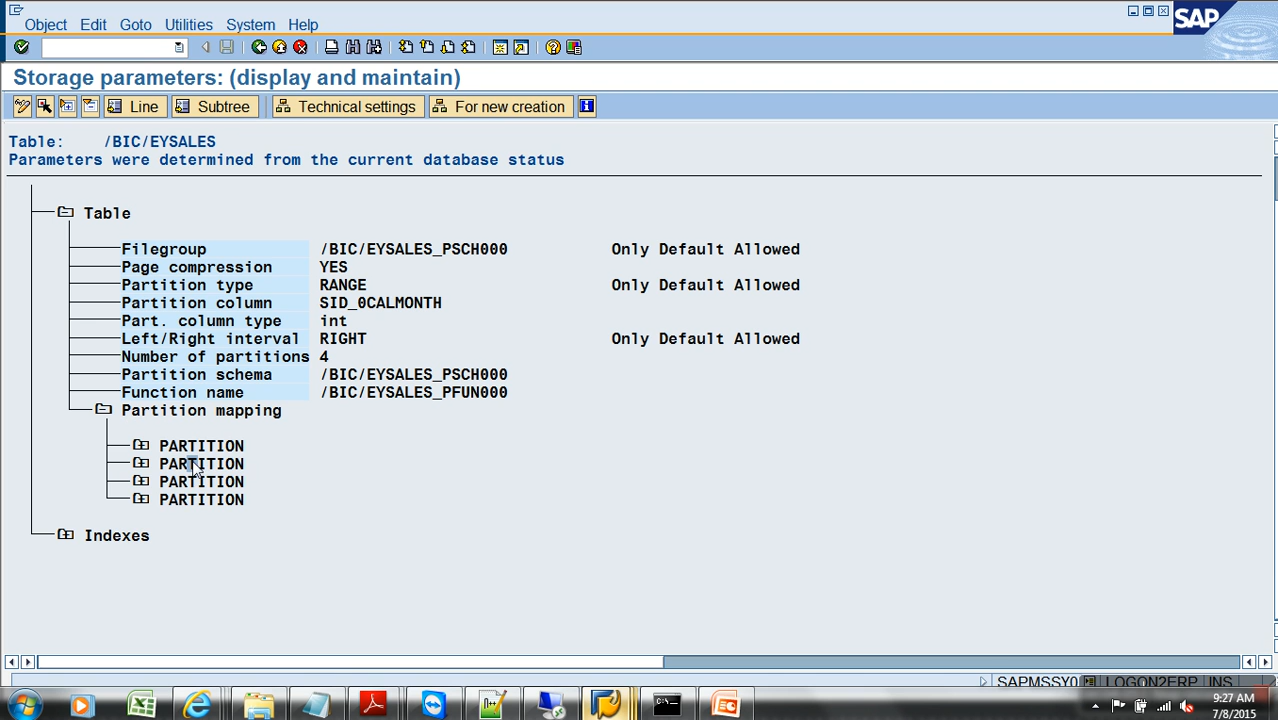 Object Edit Goto Utilities System Help
SAP
Storage parameters: (display and maintain)
Line Subtree Technical settings For new creation
Table: /BIC/EYSALES
Parameters were determined from the current database status
Table
Filegroup /BIC/EYSALES_PSCH000 Only Default Allowed
Page compression YES
Partition type RANGE Only Default Allowed
Partition column SID_0CALMONTH
Part. column type int
Left/Right interval RIGHT Only Default Allowed
Number of partitions 4
Partition schema /BIC/EYSALES_PSCH000
Function name /BIC/EYSALES_PFUN000
Partition mapping
PARTITION
PARTITION
PARTITION
PARTITION
Indexes
SAPMSSY0 LOGON2ERP INS
9:27 AM
7/8/2015